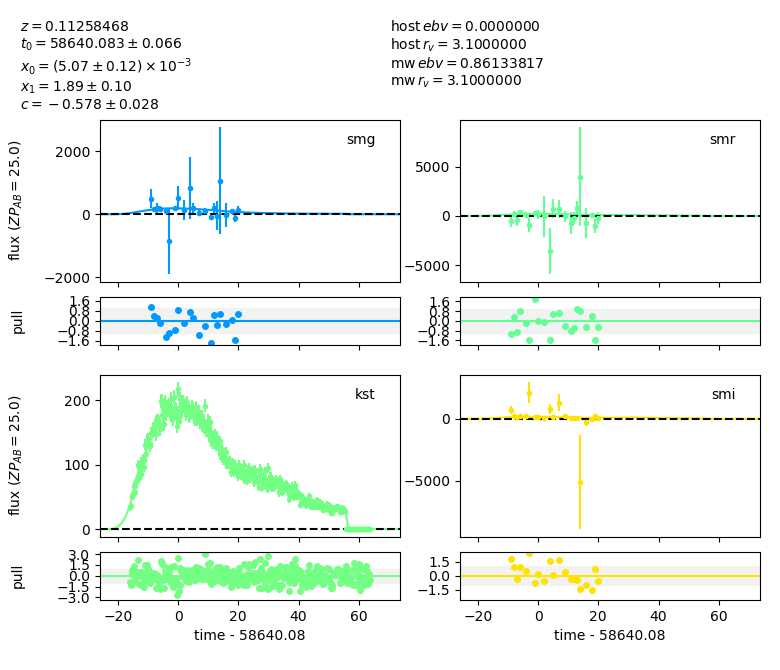 z = 0.11258468
t₀ = 58640.083 ± 0.066
x₀ = (5.07 ± 0.12) × 10⁻³
x₁ = 1.89 ± 0.10
c = −0.578 ± 0.028
host ebv = 0.0000000
host r_v = 3.1000000
mw ebv = 0.86133817
mw r_v = 3.1000000
flux (ZP_AB = 25.0)
2000
0
−2000
smg
5000
0
−5000
smr
pull
1.6
0.8
0.0
−0.8
−1.6
1.6
0.8
0.0
−0.8
−1.6
flux (ZP_AB = 25.0)
200
100
0
kst
0
−5000
smi
pull
3.0
1.5
0.0
−1.5
−3.0
1.5
0.0
−1.5
−20 0 20 40 60
−20 0 20 40 60
time - 58640.08
time - 58640.08